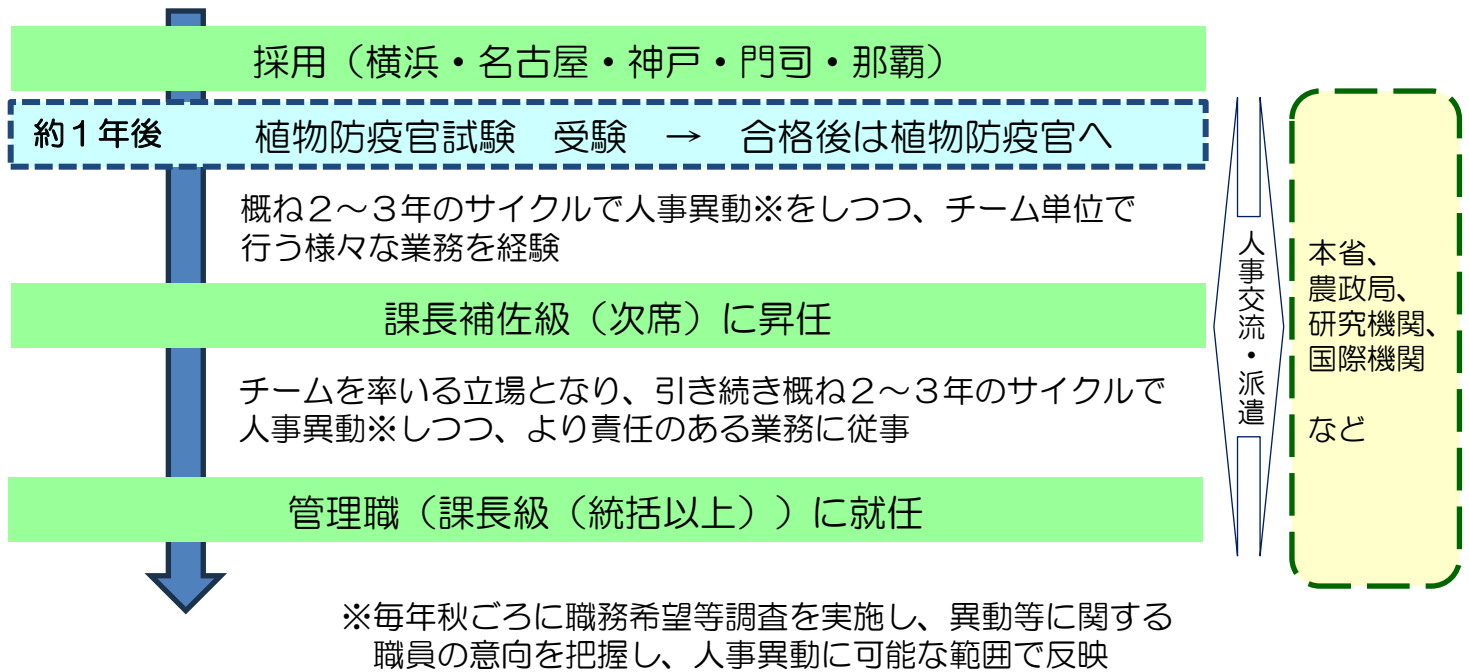 採用（横浜・名古屋・神戸・門司・那覇）
約１年後
植物防疫官試験　受験　→　合格後は植物防疫官へ
概ね２～３年のサイクルで人事異動※をしつつ、チーム単位で
行う様々な業務を経験
課長補佐級（次席）に昇任
チームを率いる立場となり、引き続き概ね２～３年のサイクルで
人事異動※しつつ、より責任のある業務に従事
管理職（課長級（統括以上））に就任
人事交流・派遣
本省、
農政局、
研究機関、
国際機関
など
※毎年秋ごろに職務希望等調査を実施し、異動等に関する
職員の意向を把握し、人事異動に可能な範囲で反映